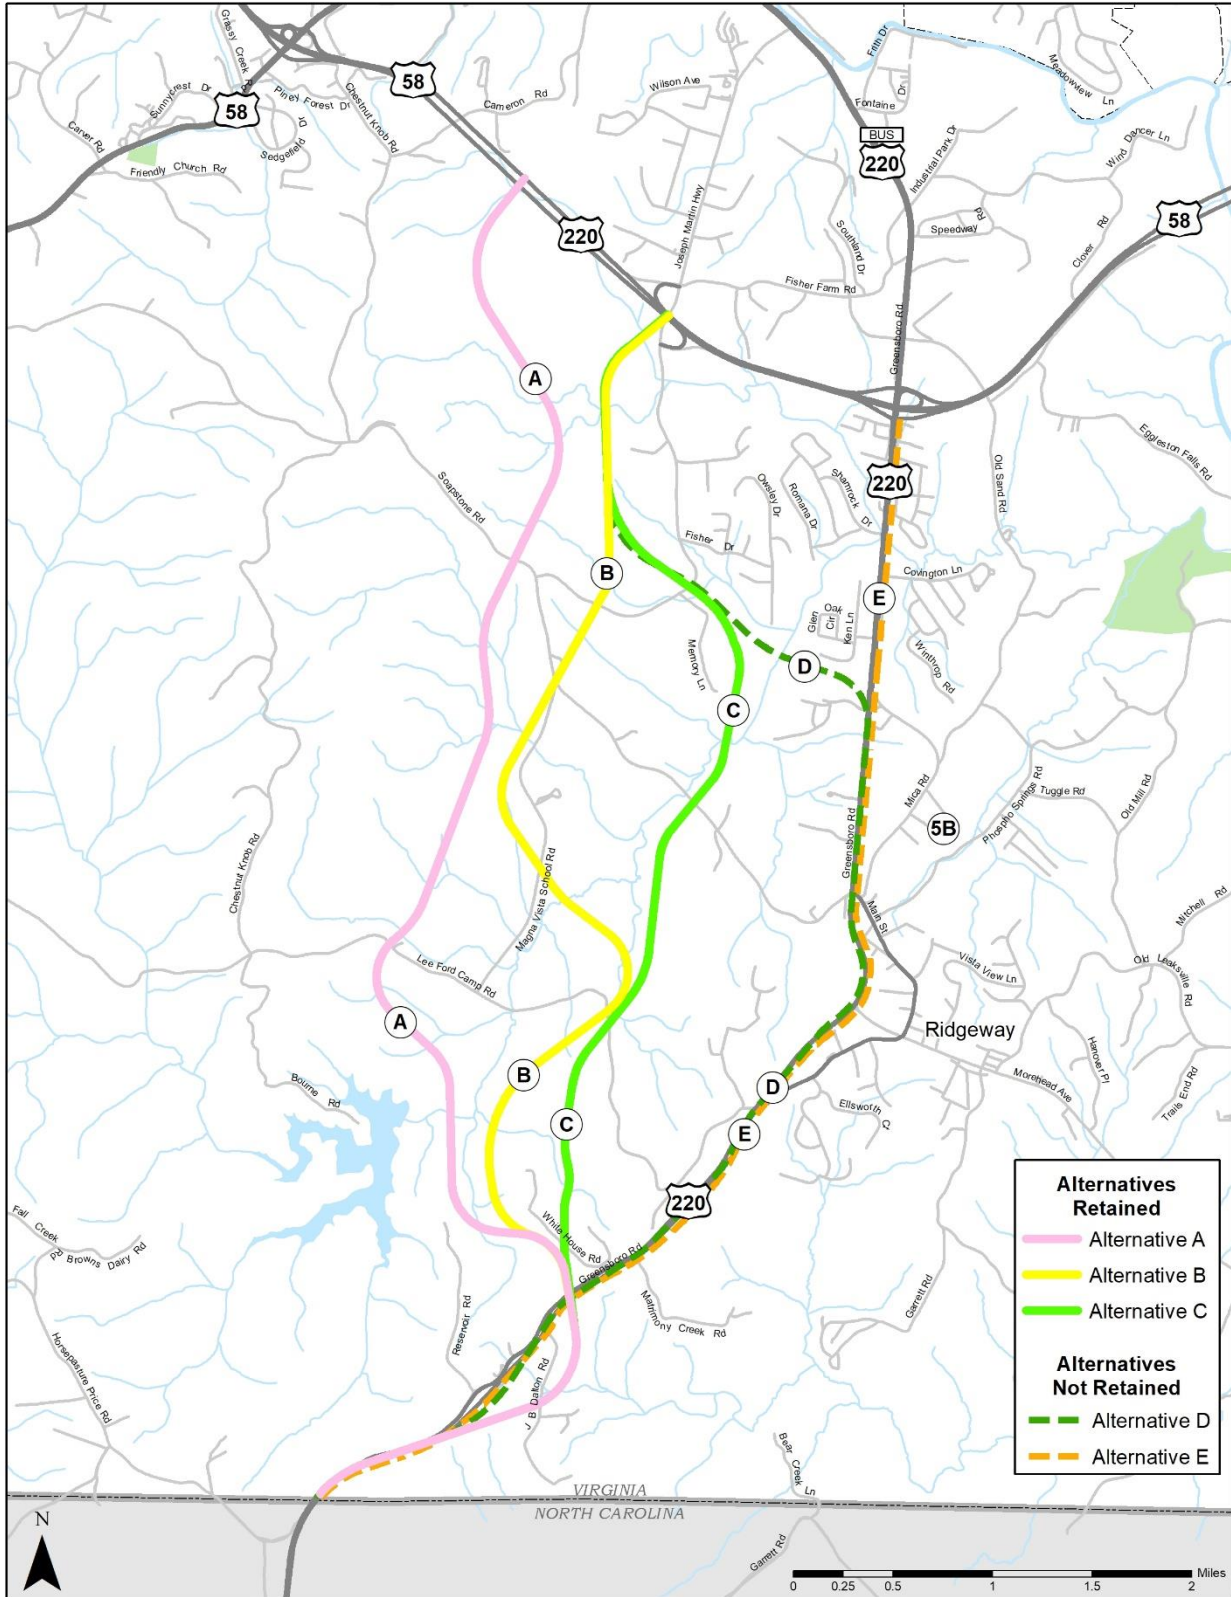 Grassy Creek R
58
58
Sunnycrest Dr
Piney Forest Dr
Chestnut Knob Rd
Cameron Rd
Wilson Ave
Fifth Dr
Meadowview Ln
Fontaine Dr
BUS
220
Industrial Park Dr
Wind Dancer Ln
Carver Rd
Dr
Sedgefield
Friendly Church Rd
Joseph Martin Hwy
Southland Dr
Speedway Rd
58
Clover Rd
220
Fisher Farm Rd
Greensboro Rd
A
Eggleston Falls Rd
Soapstone Rd
Owsley Dr
Romana Dr
Shamrock Dr
220
Old Sand Rd
Fisher Dr
B
Covington Ln
E
Glen Oak Cir
Ken Ln
Winthrop Rd
Memory Ln
D
C
Mica Rd
Phospho Springs Rd
Tuggle Rd
Old Mill Rd
Greensboro Rd
5B
Chestnut Knob Rd
Magna Vista School Rd
Main St
Mitchell Rd
Lee Ford Camp Rd
Vista View Ln
Old Leaksville Rd
A
Ridgeway
B
Morehead Ave
Hanover Pl
Trails End Rd
Bourne Rd
D
C
Ellsworth Ct
E
220
Fall Creek Rd
Browns Dairy Rd
White House Rd
Greensboro Rd
Matrimony Creek Rd
Garrett Rd
Reservoir Rd
Horsepasture Price Rd
J B Dalton Rd
Bear Creek Ln
Alternatives
Retained
Alternative A
Alternative B
Alternative C
Alternatives
Not Retained
Alternative D
Alternative E
VIRGINIA
NORTH CAROLINA
Garrett Rd
N
Miles
0 0.25 0.5 1 1.5 2